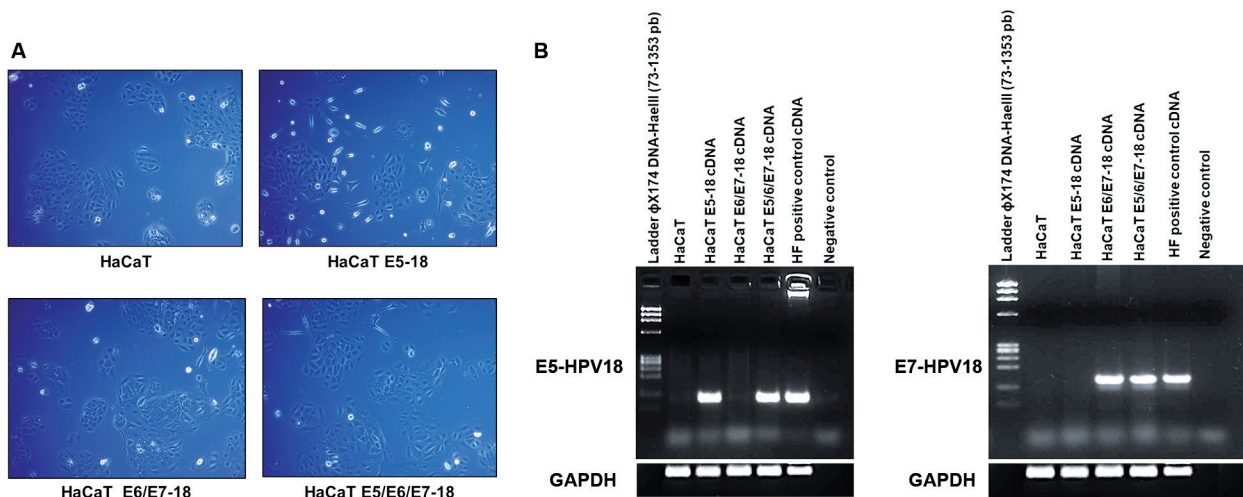 A
HaCaT
HaCaT E5-18
HaCaT E6/E7-18
HaCaT E5/E6/E7-18
B
Ladder ϕX174 DNA-HaeIII (73-1353 pb)
HaCaT
HaCaT E5-18 cDNA
HaCaT E6/E7-18 cDNA
HaCaT E5/6/E7-18 cDNA
HF positive control cDNA
Negative control
E5-HPV18
GAPDH
Ladder ϕX174 DNA-HaeIII (73-1353 pb)
HaCaT
HaCaT E5-18 cDNA
HaCaT E6/E7-18 cDNA
HaCaT E5/6/E7-18 cDNA
HF positive control cDNA
Negative control
E7-HPV18
GAPDH